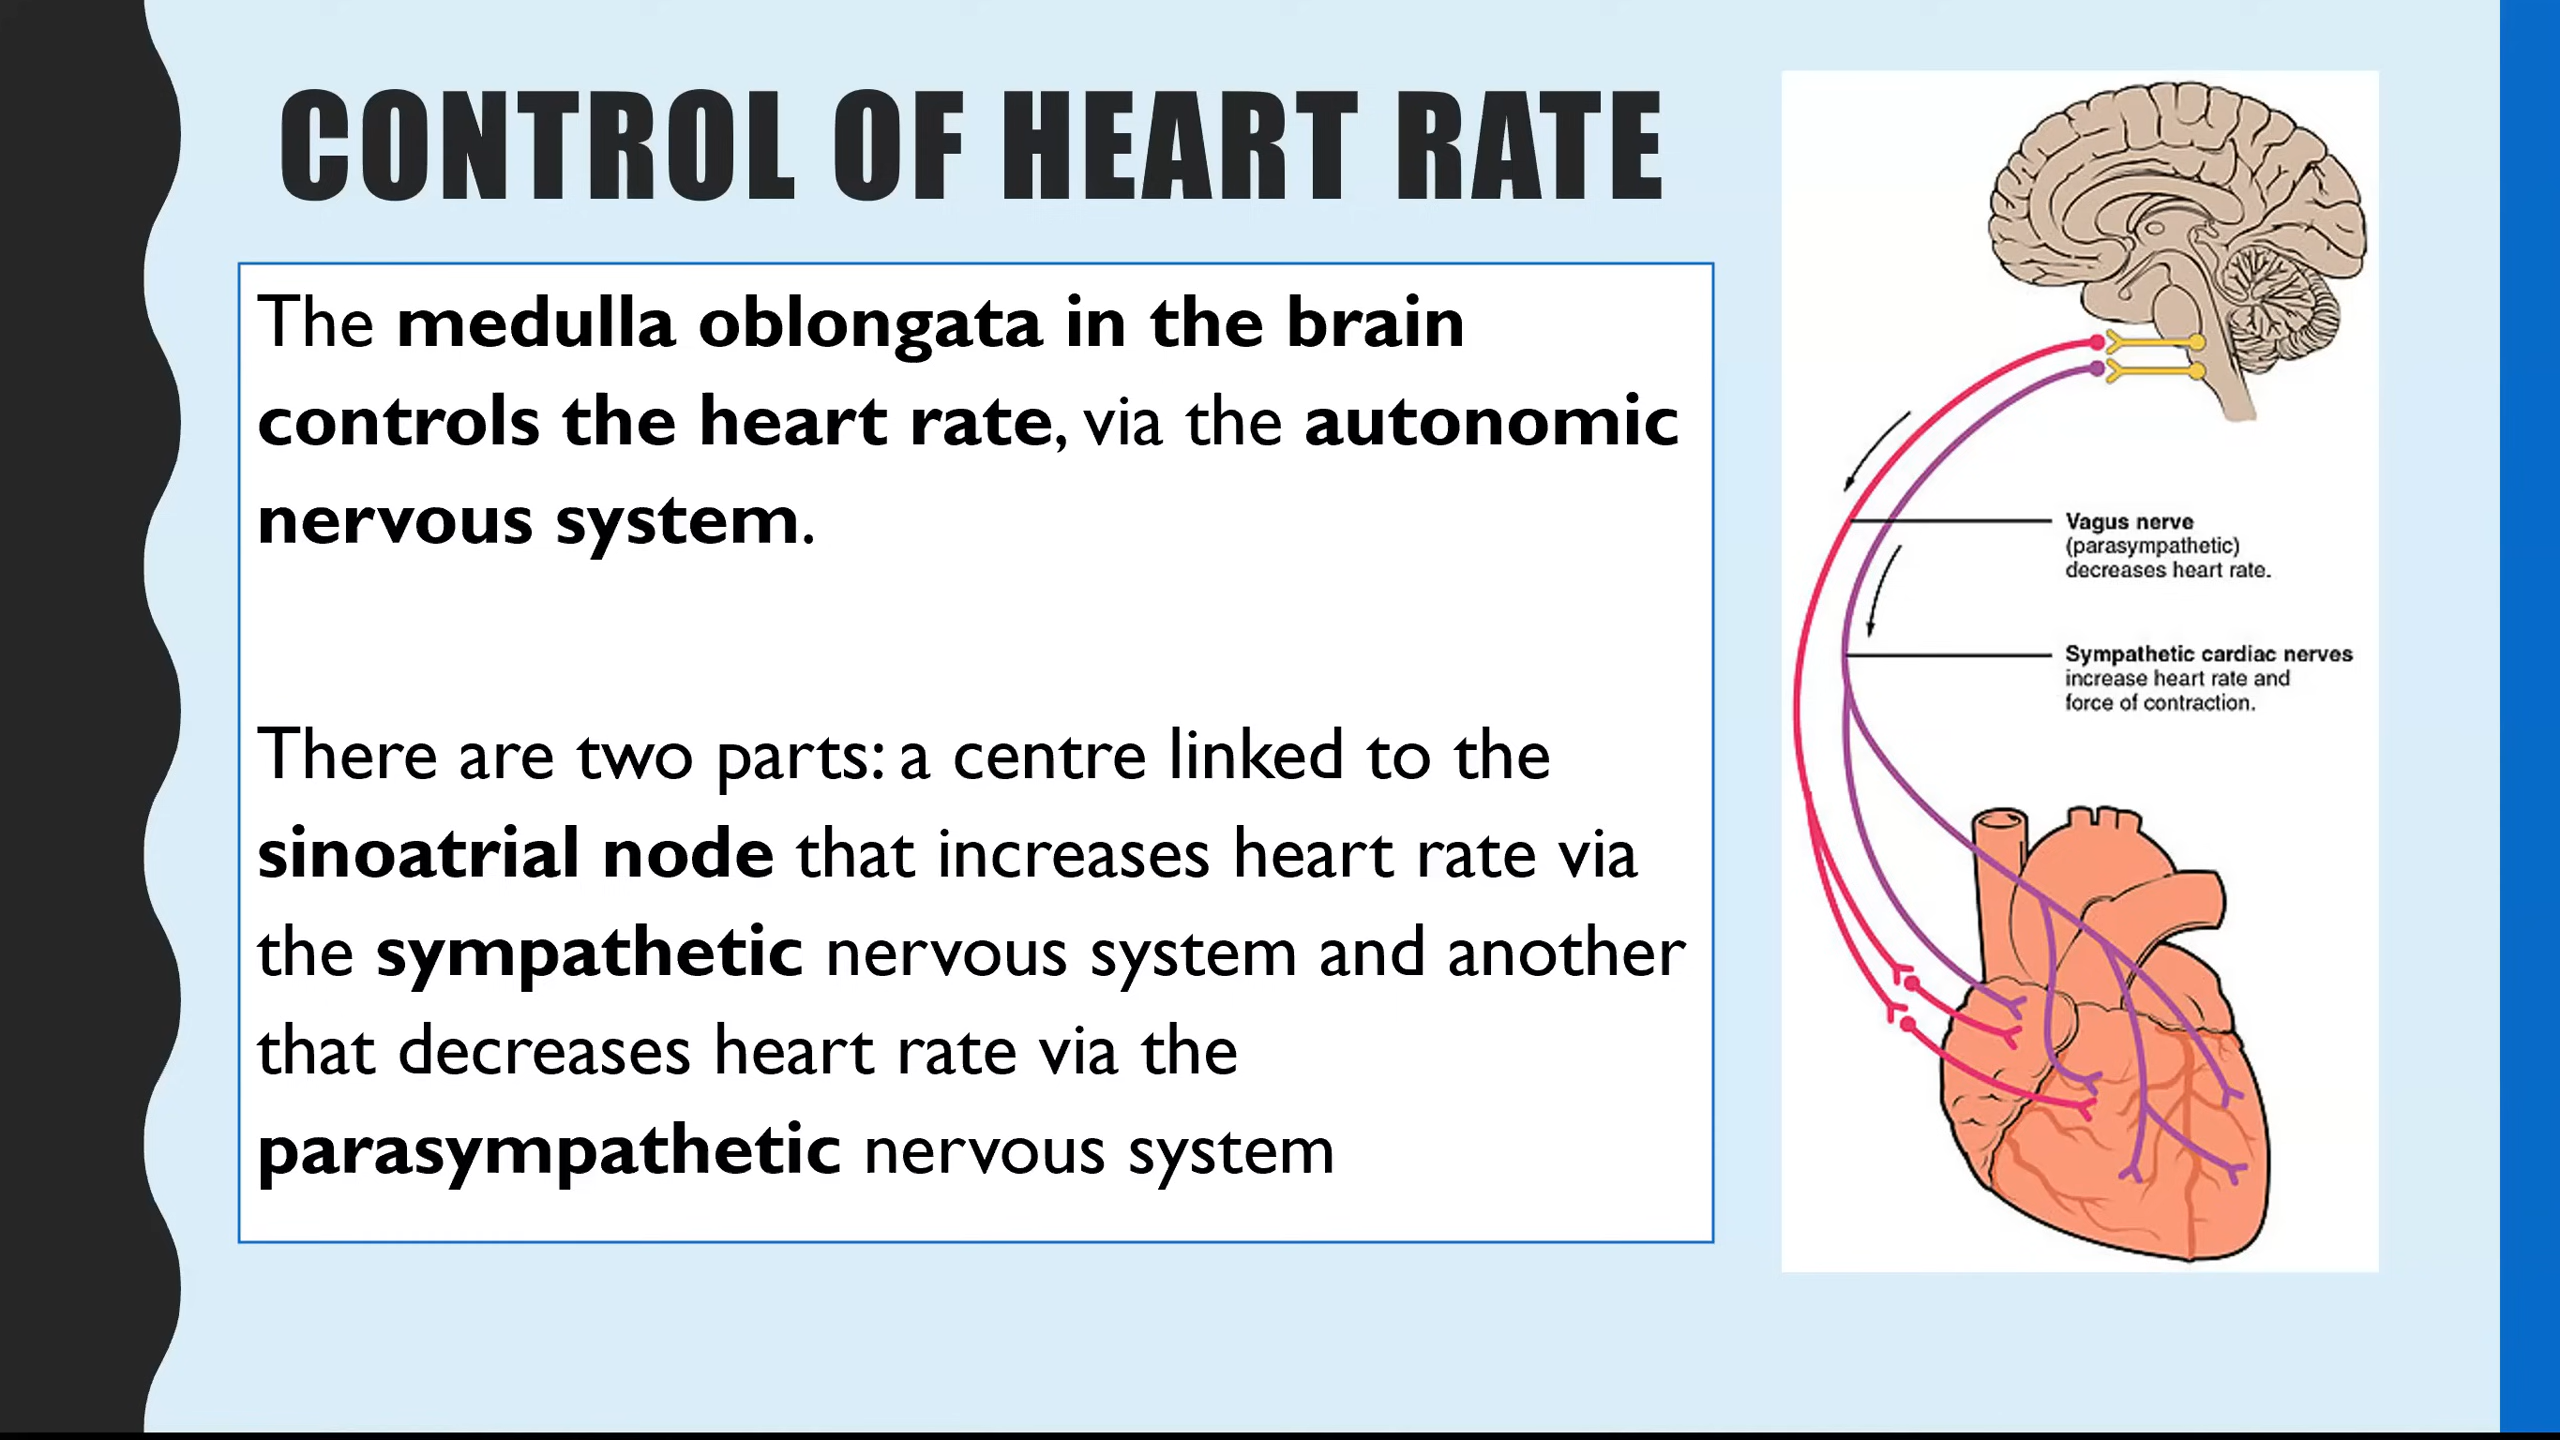 CONTROL OF HEART RATE
The medulla oblongata in the brain
controls the heart rate, via the autonomic
nervous system.
There are two parts: a centre linked to the
sinoatrial node that increases heart rate via
the sympathetic nervous system and another
that decreases heart rate via the
parasympathetic nervous system
Vagus nerve
(parasympathetic)
decreases heart rate.
Sympathetic cardiac nerves
increase heart rate and
force of contraction.